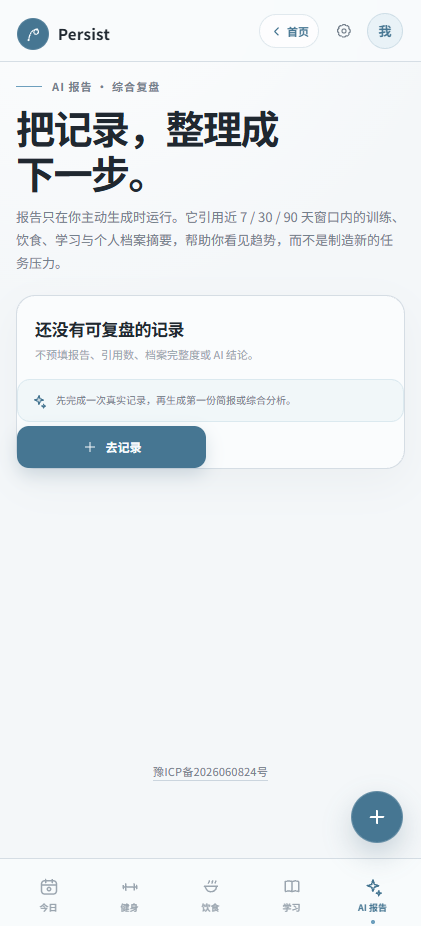 Persist
首页
我
AI 报告 · 综合复盘
把记录，整理成
下一步。
报告只在你主动生成时运行。它引用近 7 / 30 / 90 天窗口内的训练、
饮食、学习与个人档案摘要，帮助你看见趋势，而不是制造新的任
务压力。
还没有可复盘的记录
不预填报告、引用数、档案完整度或 AI 结论。
先完成一次真实记录，再生成第一份简报或综合分析。
去记录
豫ICP备2026060824号
今日
健身
饮食
学习
AI 报告